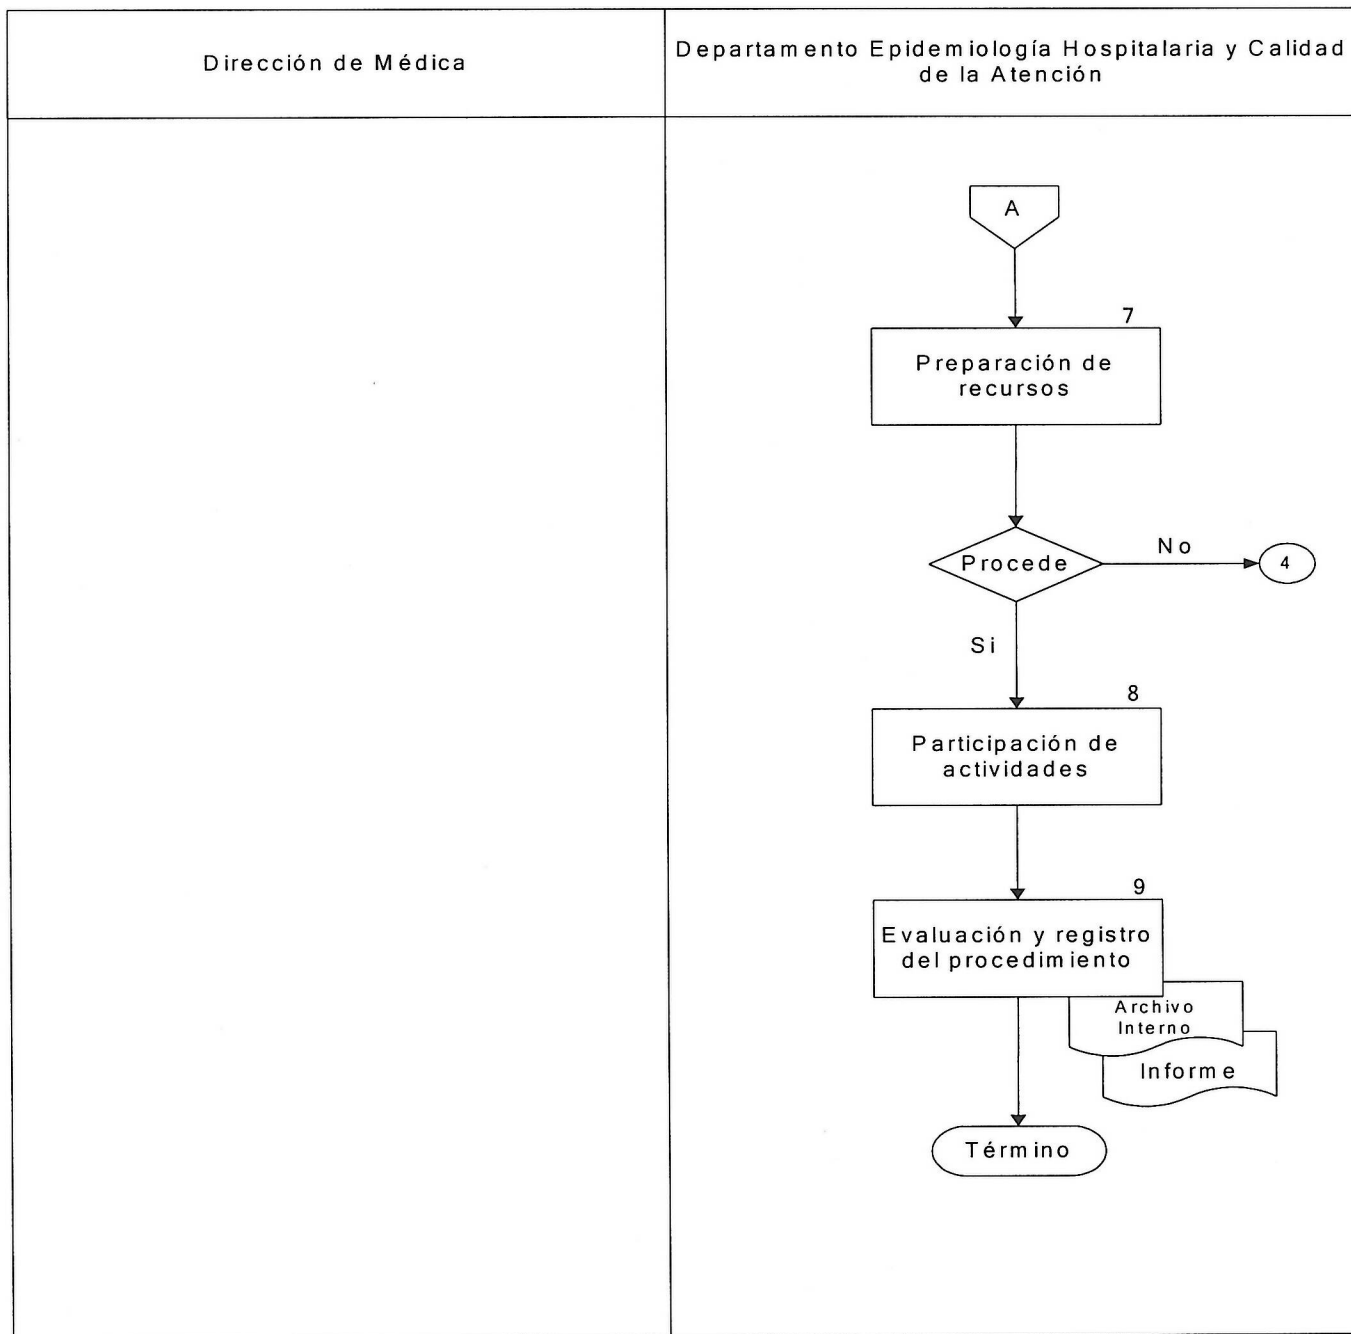 Dirección de Médica
Departamento Epidemiología Hospitalaria y Calidad
de la Atención
A
7
Preparación de
recursos
Procede
No
4
Si
8
Participación de
actividades
9
Evaluación y registro
del procedimiento
Archivo
Interno
Informe
Término